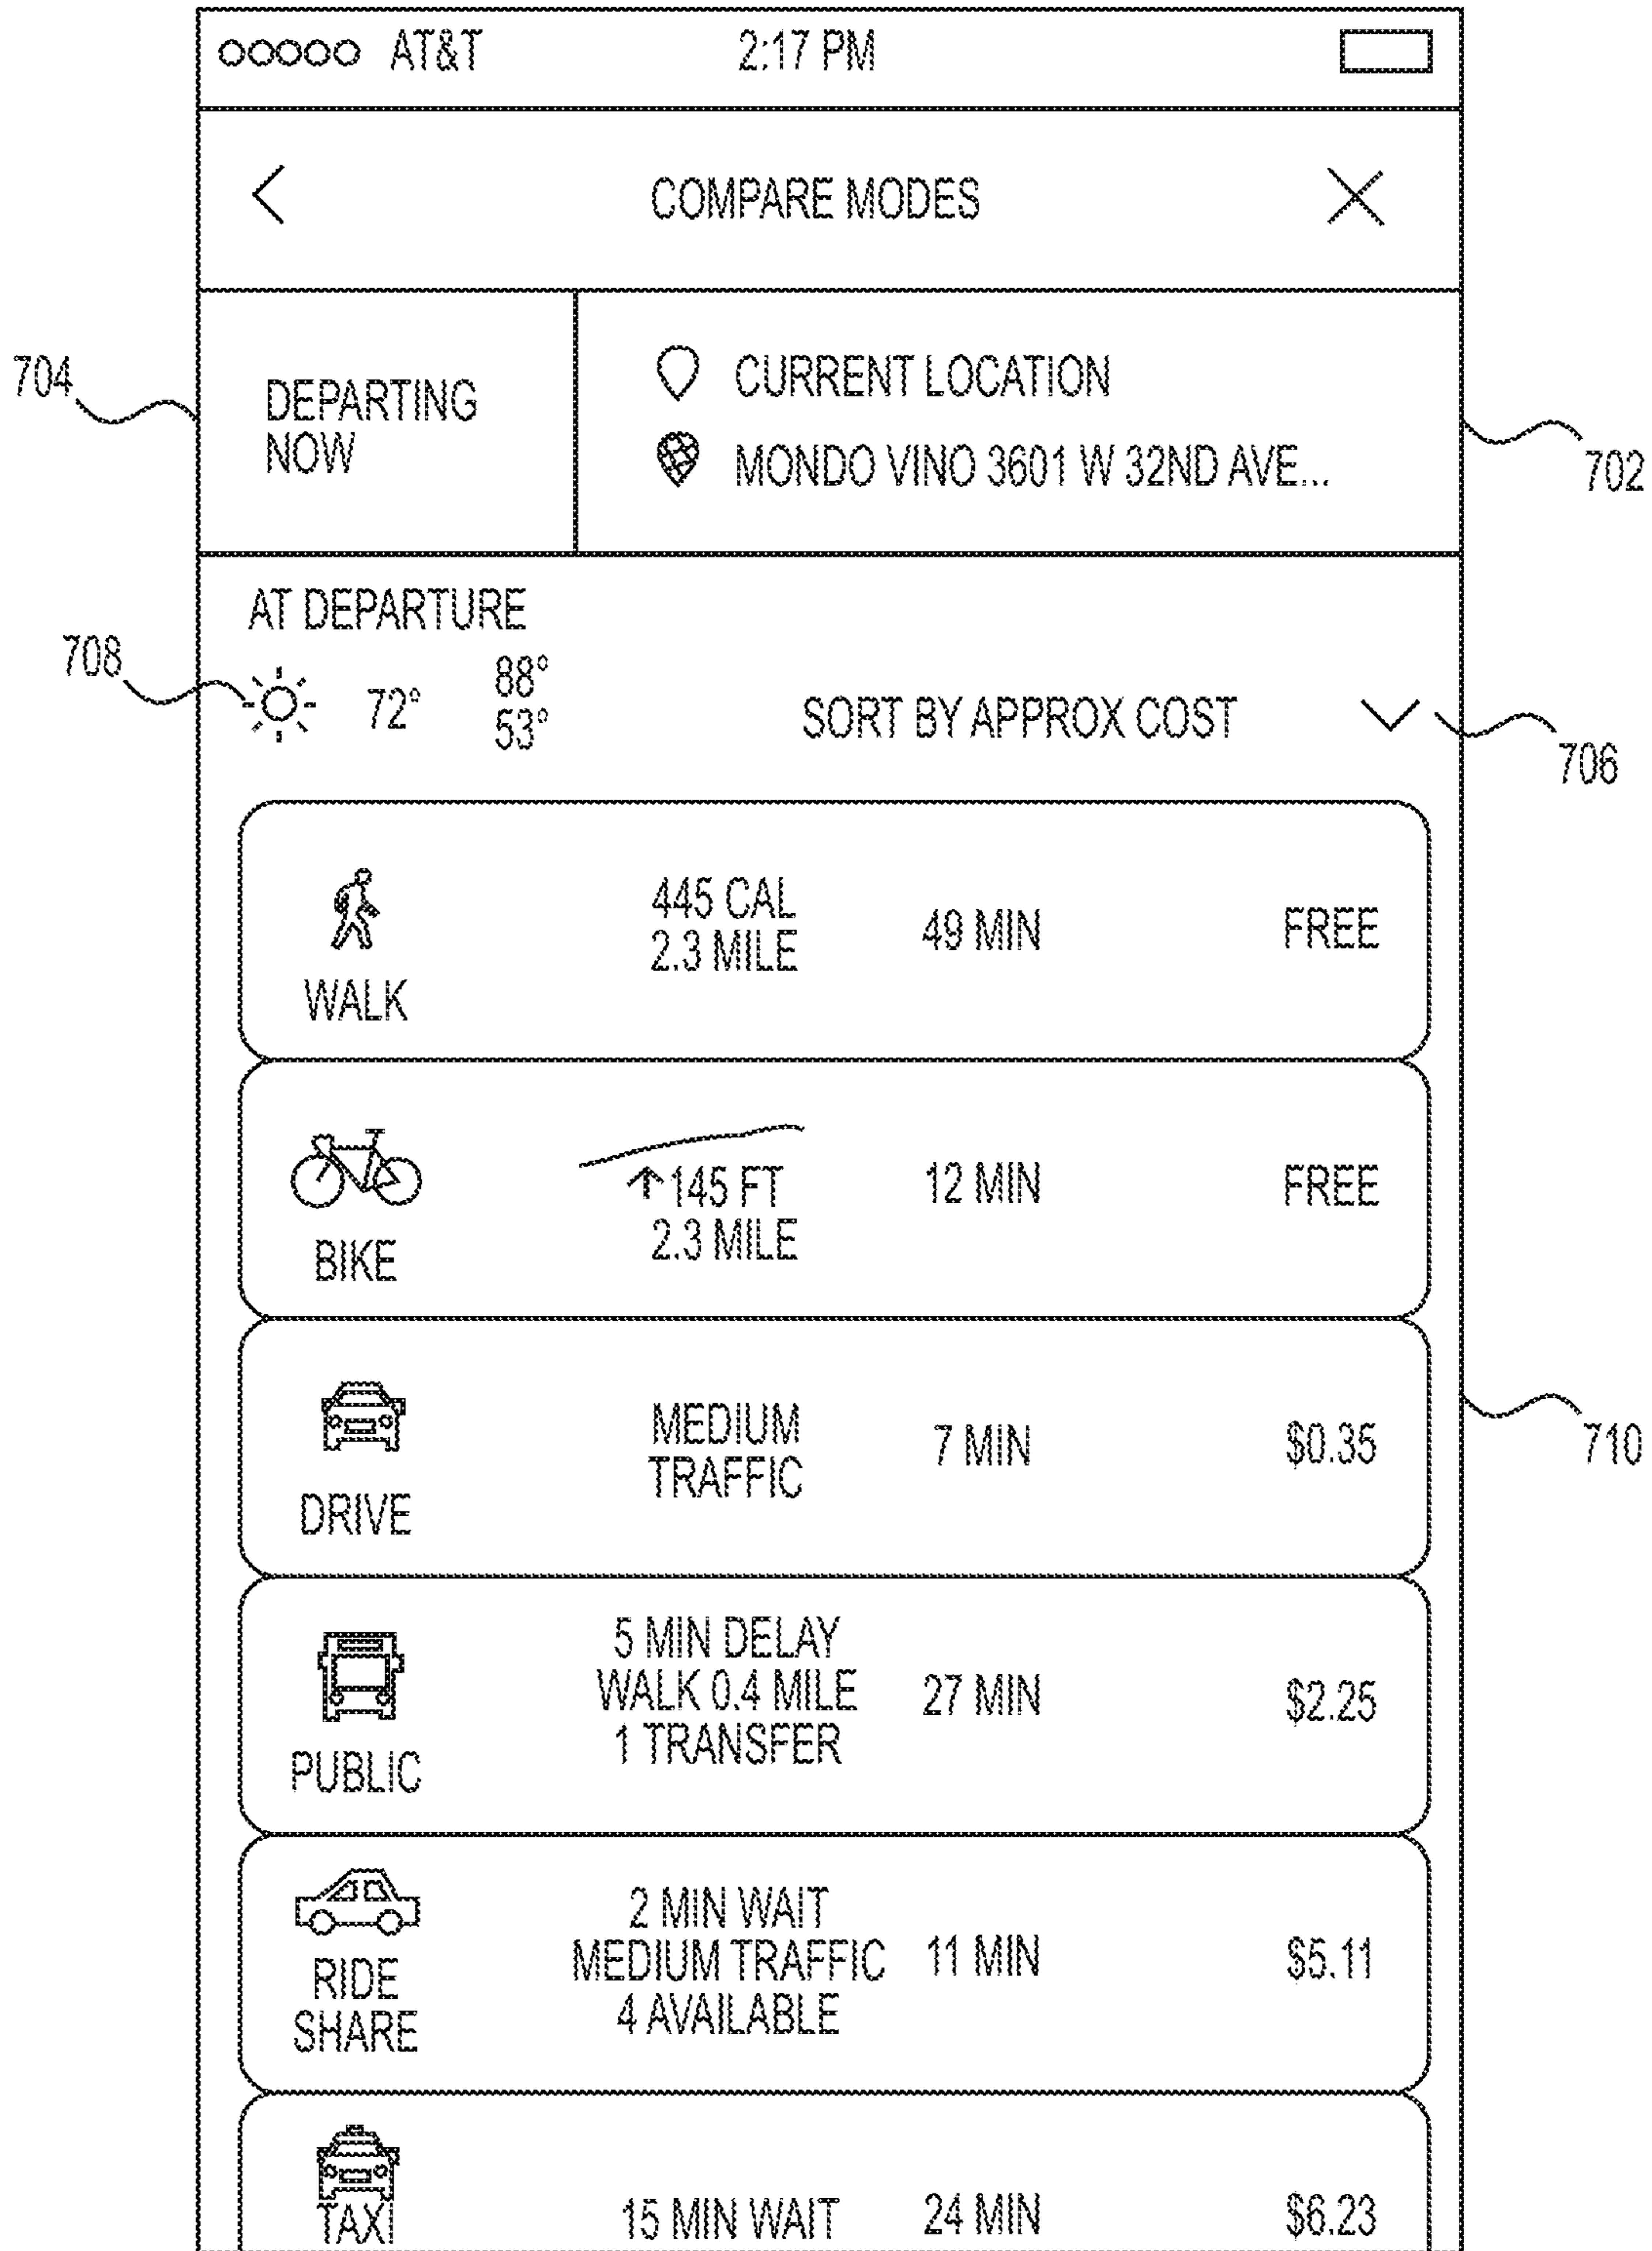 AT&T 2:17 PM
COMPARE MODES
704
DEPARTING
NOW
CURRENT LOCATION
MONDO VINO 3601 W 32ND AVE...
702
AT DEPARTURE
708
72°
88°
53°
SORT BY APPROX COST
706
WALK
445 CAL
2.3 MILE
49 MIN
FREE
BIKE
↑145 FT
2.3 MILE
12 MIN
FREE
DRIVE
MEDIUM
TRAFFIC
7 MIN
$0.35
710
PUBLIC
5 MIN DELAY
WALK 0.4 MILE
1 TRANSFER
27 MIN
$2.25
RIDE
SHARE
2 MIN WAIT
MEDIUM TRAFFIC
4 AVAILABLE
11 MIN
$5.11
TAXI
15 MIN WAIT
24 MIN
$6.23